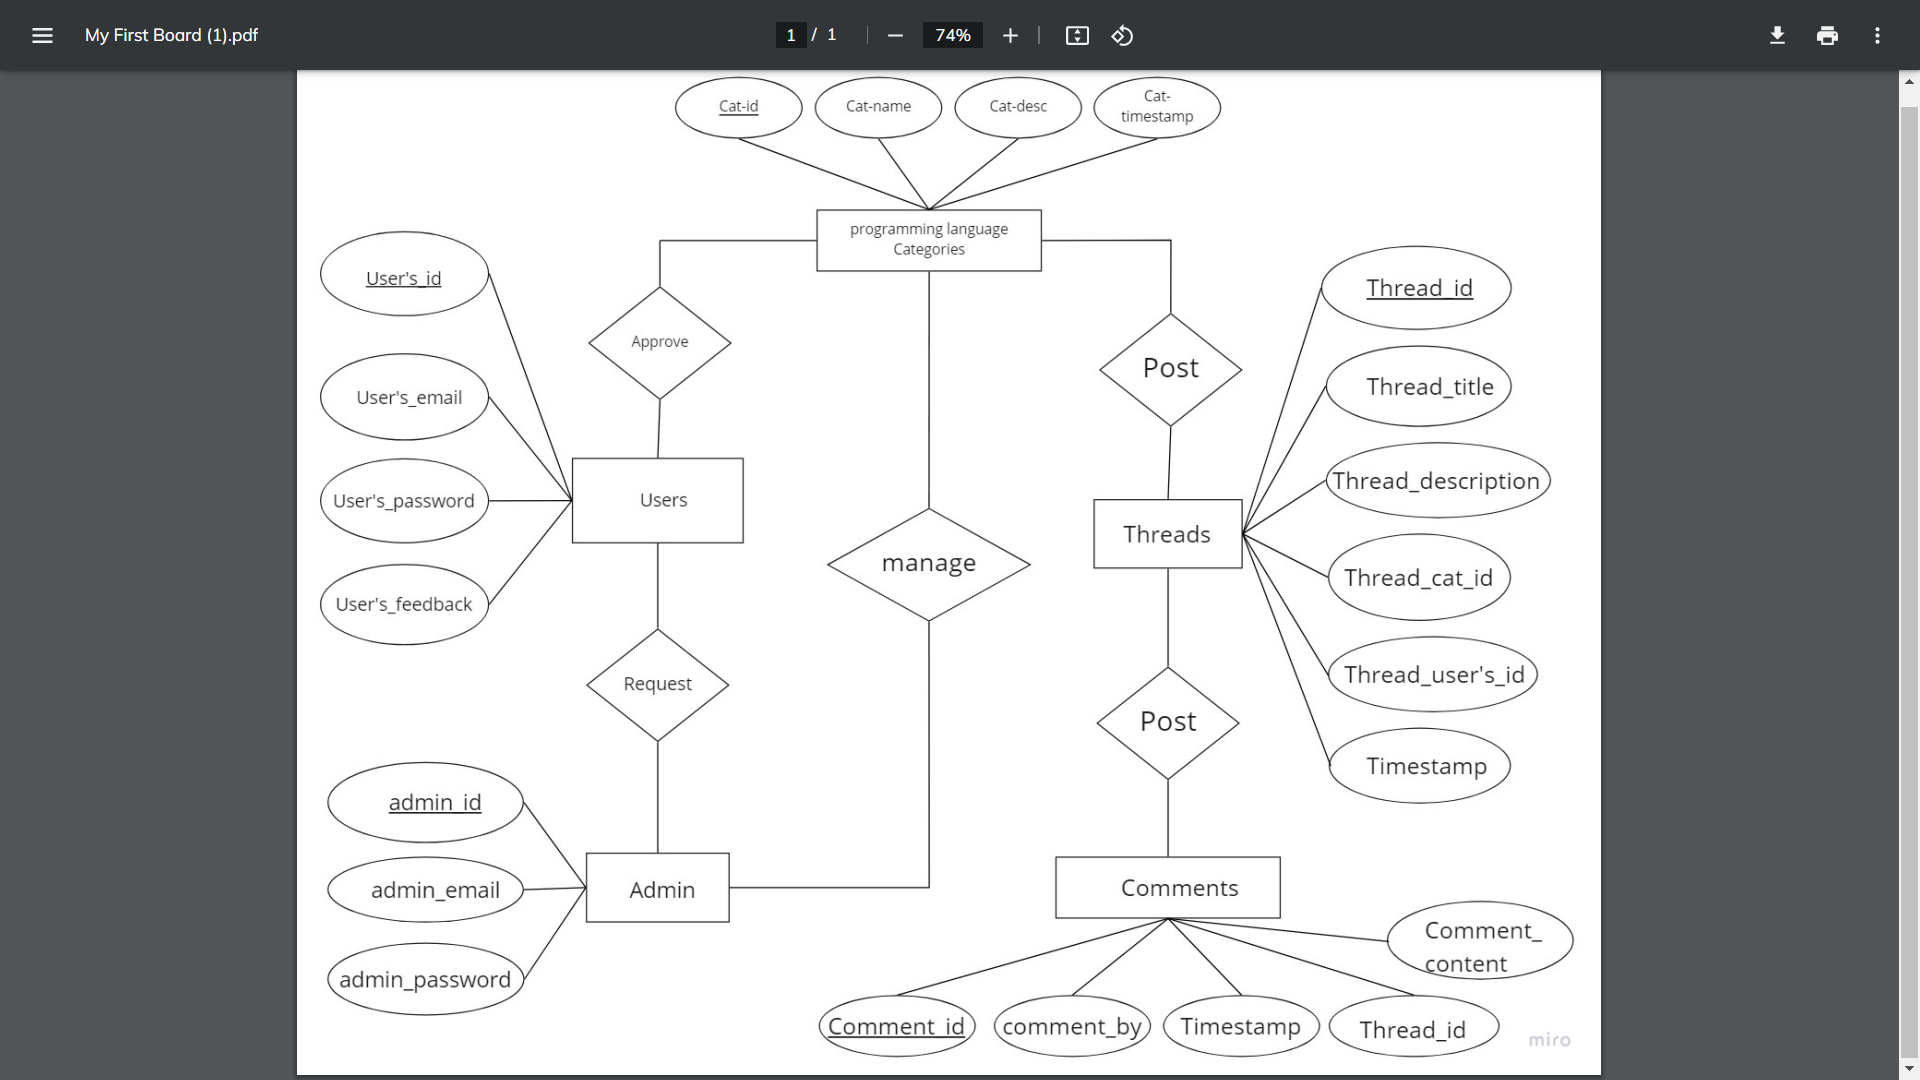 My First Board (1).pdf
1 / 1
74%
Cat-id
Cat-name
Cat-desc
Cat-
timestamp
programming language
Categories
User's_id
User's_email
User's_password
User's_feedback
Approve
Users
Request
manage
Post
Threads
Post
Thread_id
Thread_title
Thread_description
Thread_cat_id
Thread_user's_id
Timestamp
admin_id
admin_email
admin_password
Admin
Comments
Comment_
content
Comment_id
comment_by
Timestamp
Thread_id
miro